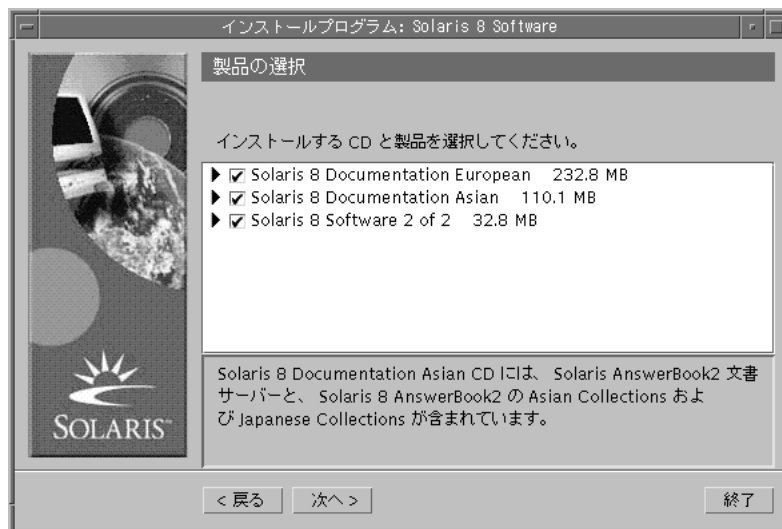 インストールプログラム: Solaris 8 Software
製品の選択
インストールする CD と製品を選択してください。
Solaris 8 Documentation European 232.8 MB
Solaris 8 Documentation Asian 110.1 MB
Solaris 8 Software 2 of 2 32.8 MB
Solaris 8 Documentation Asian CD には、 Solaris AnswerBook2 文書
サーバーと、 Solaris 8 AnswerBook2 の Asian Collections およ
び Japanese Collections が含まれています。
SOLARIS™
< 戻る
次へ >
終了